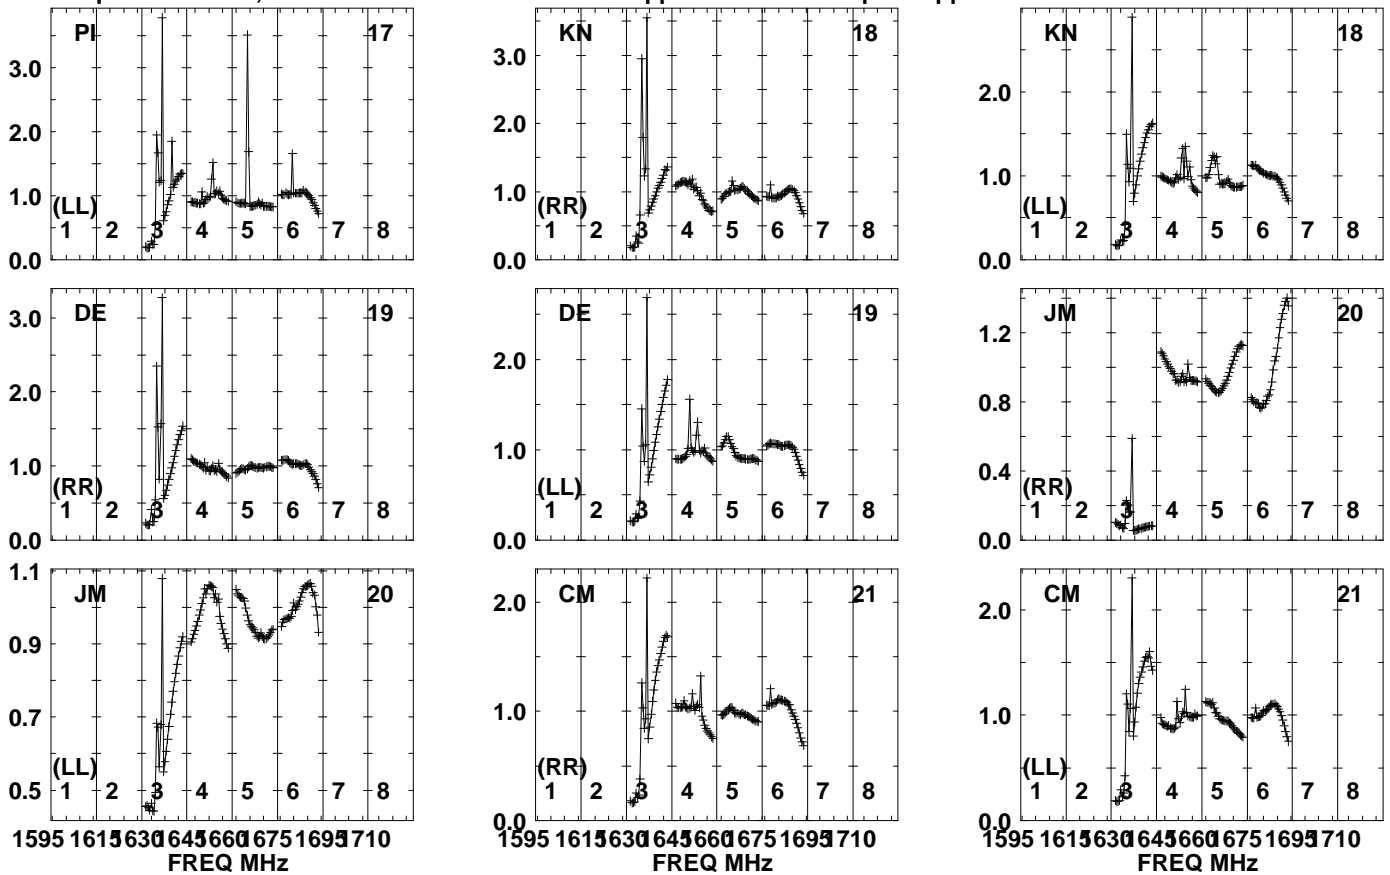 PI 17
3.0
2.0
1.0
0.0
(LL)
1 2 3 4 5 6 7 8
KN 18
3.0
2.0
1.0
0.0
(RR)
1 2 3 4 5 6 7 8
KN 18
2.0
1.0
0.0
(LL)
1 2 3 4 5 6 7 8
DE 19
3.0
2.0
1.0
0.0
(RR)
1 2 3 4 5 6 7 8
DE 19
2.0
1.0
0.0
(LL)
1 2 3 4 5 6 7 8
JM 20
1.2
0.8
0.4
0.0
(RR)
1 2 3 4 5 6 7 8
JM 20
1.1
0.9
0.7
0.5
(LL)
1 2 3 4 5 6 7 8
1595 1615 1630 1645 1660 1675 1695 1710
FREQ MHz
CM 21
2.0
1.0
0.0
(RR)
1 2 3 4 5 6 7 8
1595 1615 1630 1645 1660 1675 1695 1710
FREQ MHz
CM 21
2.0
1.0
0.0
(LL)
1 2 3 4 5 6 7 8
1595 1615 1630 1645 1660 1675 1695 1710
FREQ MHz